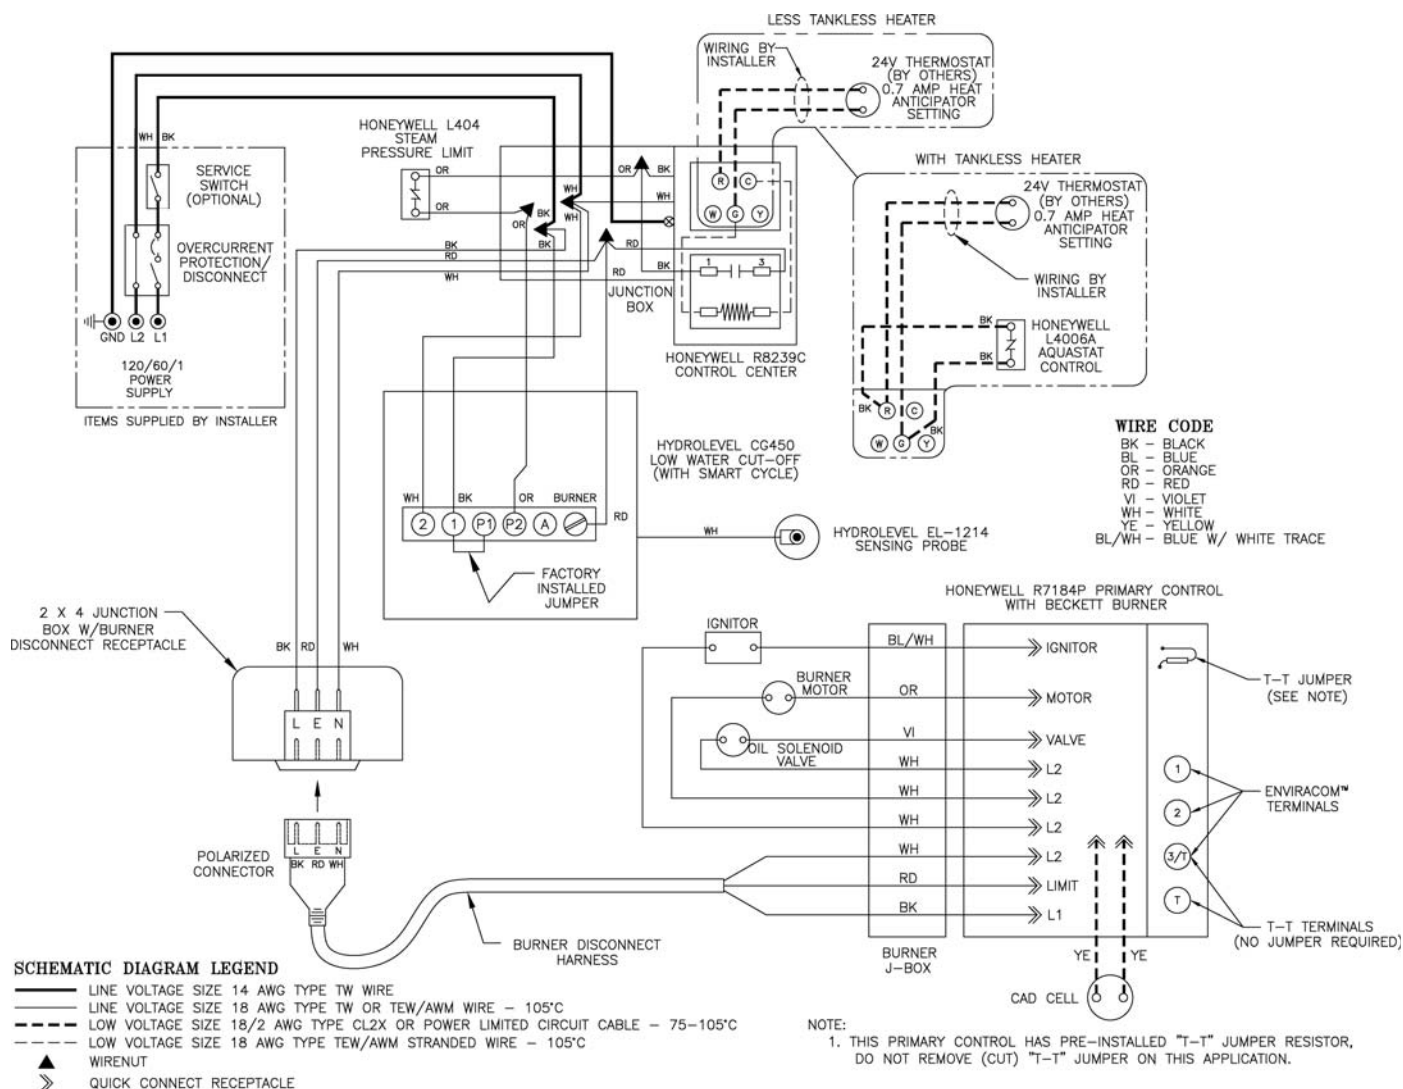 LESS TANKLESS HEATER
WIRING BY
INSTALLER
24V THERMOSTAT
(BY OTHERS)
0.7 AMP HEAT
ANTICIPATOR
SETTING
HONEYWELL L404
STEAM
PRESSURE LIMIT
WH BK
SERVICE
SWITCH
(OPTIONAL)
OVERCURRENT
PROTECTION/
DISCONNECT
GND L2 L1
120/60/1
POWER
SUPPLY
ITEMS SUPPLIED BY INSTALLER
OR
OR
OR BK
WH
WH
BK
WH
OR
BK
BK
RD
WH
RD
BK
RD
JUNCTION
BOX
R C
W G Y
1 3
HONEYWELL R8239C
CONTROL CENTER
WITH TANKLESS HEATER
24V THERMOSTAT
(BY OTHERS)
0.7 AMP HEAT
ANTICIPATOR
SETTING
WIRING BY
INSTALLER
BK
BK
HONEYWELL
L4006A
AQUASTAT
CONTROL
BK R C
BK
W G Y
WIRE CODE
BK - BLACK
BL - BLUE
OR - ORANGE
RD - RED
VI - VIOLET
WH - WHITE
YE - YELLOW
BL/WH - BLUE W/ WHITE TRACE
HYDROLEVEL CG450
LOW WATER CUT-OFF
(WITH SMART CYCLE)
WH BK OR BURNER
2 1 P1 P2 A
RD
FACTORY
INSTALLED
JUMPER
WH
HYDROLEVEL EL-1214
SENSING PROBE
2 X 4 JUNCTION
BOX W/BURNER
DISCONNECT RECEPTACLE
BK RD WH
L E N
POLARIZED
CONNECTOR
L E N
BK RD WH
BURNER DISCONNECT
HARNESS
HONEYWELL R7184P PRIMARY CONTROL
WITH BECKETT BURNER
IGNITOR
BL/WH
IGNITOR
BURNER
MOTOR
OR
MOTOR
OIL SOLENOID
VALVE
VI
VALVE
WH
L2
WH
L2
WH
L2
WH
L2
RD
LIMIT
BK
L1
BURNER
J-BOX
T-T JUMPER
(SEE NOTE)
1
2
3/T
T
ENVIRACOM™
TERMINALS
T-T TERMINALS
(NO JUMPER REQUIRED)
YE YE
CAD CELL
SCHEMATIC DIAGRAM LEGEND
LINE VOLTAGE SIZE 14 AWG TYPE TW WIRE
LINE VOLTAGE SIZE 18 AWG TYPE TW OR TEW/AWM WIRE - 105°C
LOW VOLTAGE SIZE 18/2 AWG TYPE CL2X OR POWER LIMITED CIRCUIT CABLE - 75-105°C
LOW VOLTAGE SIZE 18 AWG TYPE TEW/AWM STRANDED WIRE - 105°C
WIRENUT
QUICK CONNECT RECEPTACLE
NOTE:
1. THIS PRIMARY CONTROL HAS PRE-INSTALLED "T-T" JUMPER RESISTOR,
DO NOT REMOVE (CUT) "T-T" JUMPER ON THIS APPLICATION.